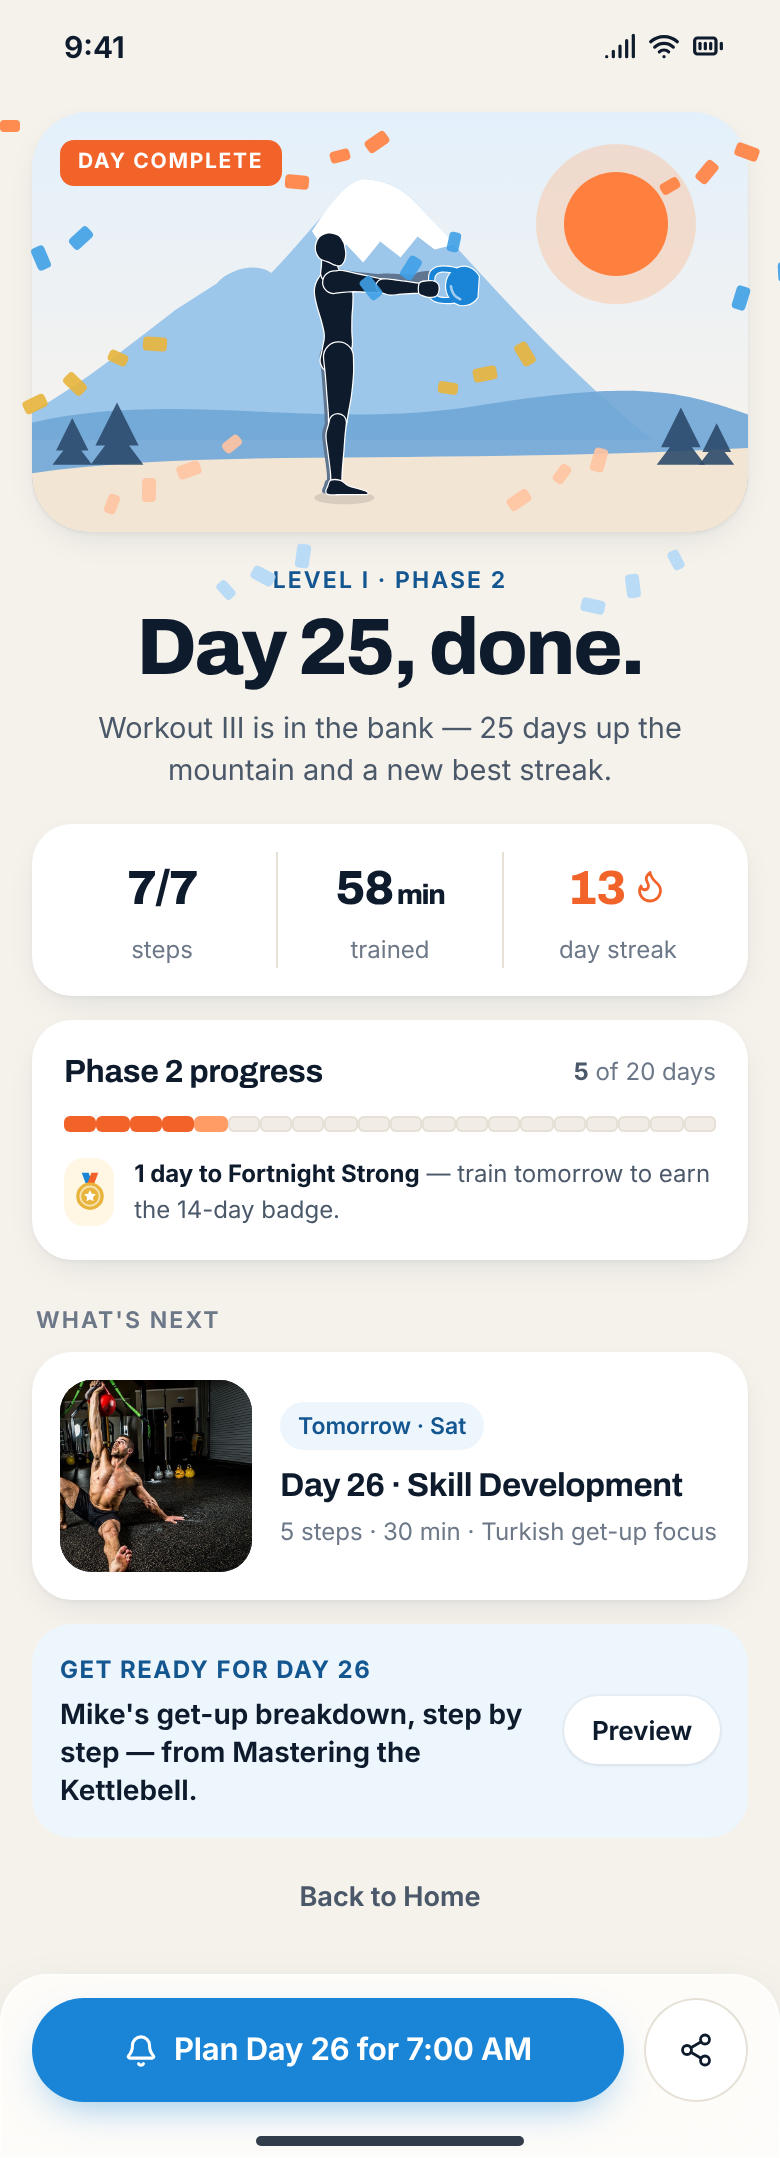 9:41
DAY COMPLETE
LEVEL I · PHASE 2
Day 25, done.
Workout III is in the bank — 25 days up the
mountain and a new best streak.
7/7
steps
58 min
trained
13
day streak
Phase 2 progress
5 of 20 days
1 day to Fortnight Strong — train tomorrow to earn
the 14-day badge.
WHAT'S NEXT
Tomorrow · Sat
Day 26 · Skill Development
5 steps · 30 min · Turkish get-up focus
GET READY FOR DAY 26
Mike's get-up breakdown, step by
step — from Mastering the
Kettlebell.
Preview
Back to Home
Plan Day 26 for 7:00 AM